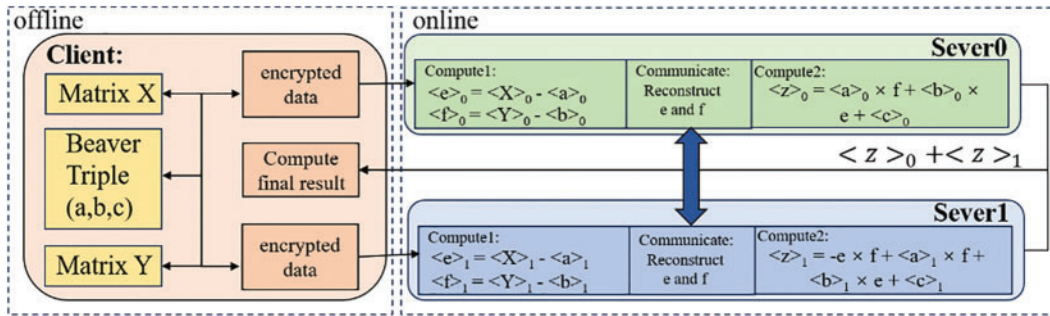 offline
Client:
Matrix X
Beaver
Triple
(a,b,c)
Matrix Y
encrypted
data
Compute
final result
encrypted
data
online
Sever0
Compute1:
<e>₀ = <X>₀ - <a>₀
<f>₀ = <Y>₀ - <b>₀
Communicate:
Reconstruct
e and f
Compute2:
<z>₀ = <a>₀ × f + <b>₀ ×
e + <c>₀
< z >₀ +< z >₁
Sever1
Compute1:
<e>₁ = <X>₁ - <a>₁
<f>₁ = <Y>₁ - <b>₁
Communicate:
Reconstruct
e and f
Compute2:
<z>₁ = -e × f + <a>₁ × f +
<b>₁ × e + <c>₁